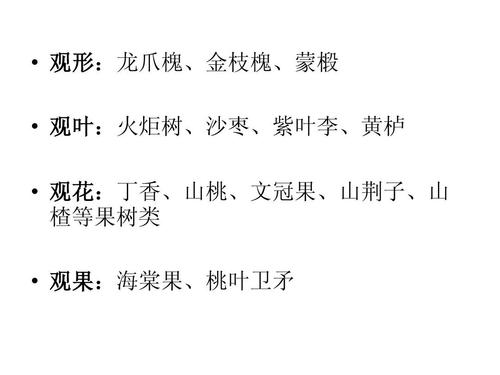 • 观形：龙爪槐、金枝槐、蒙椴
• 观叶：火炬树、沙枣、紫叶李、黄栌
• 观花：丁香、山桃、文冠果、山荆子、山
楂等果树类
• 观果：海棠果、桃叶卫矛